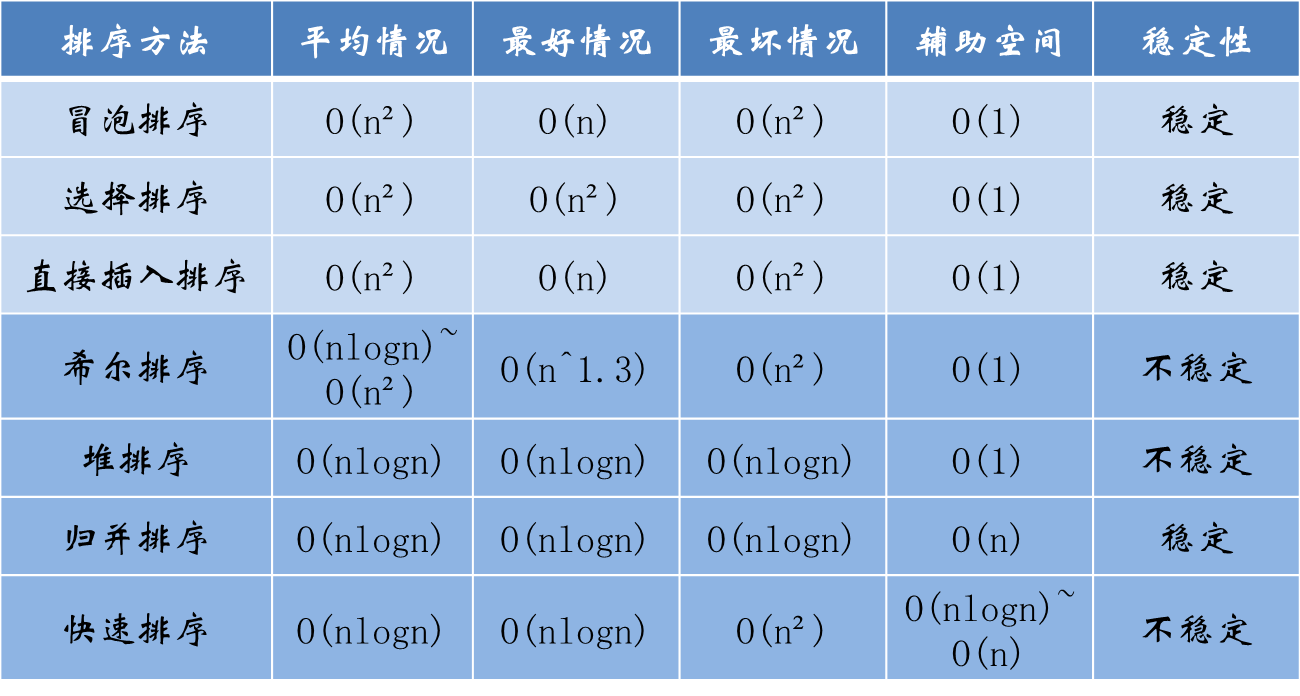 排序方法 平均情况 最好情况 最坏情况 辅助空间 稳定性
冒泡排序 O(n²) O(n) O(n²) O(1) 稳定
选择排序 O(n²) O(n²) O(n²) O(1) 稳定
直接插入排序 O(n²) O(n) O(n²) O(1) 稳定
希尔排序 O(nlogn)~ O(n²) O(n^1.3) O(n²) O(1) 不稳定
堆排序 O(nlogn) O(nlogn) O(nlogn) O(1) 不稳定
归并排序 O(nlogn) O(nlogn) O(nlogn) O(n) 稳定
快速排序 O(nlogn) O(nlogn) O(n²) O(nlogn)~ O(n) 不稳定